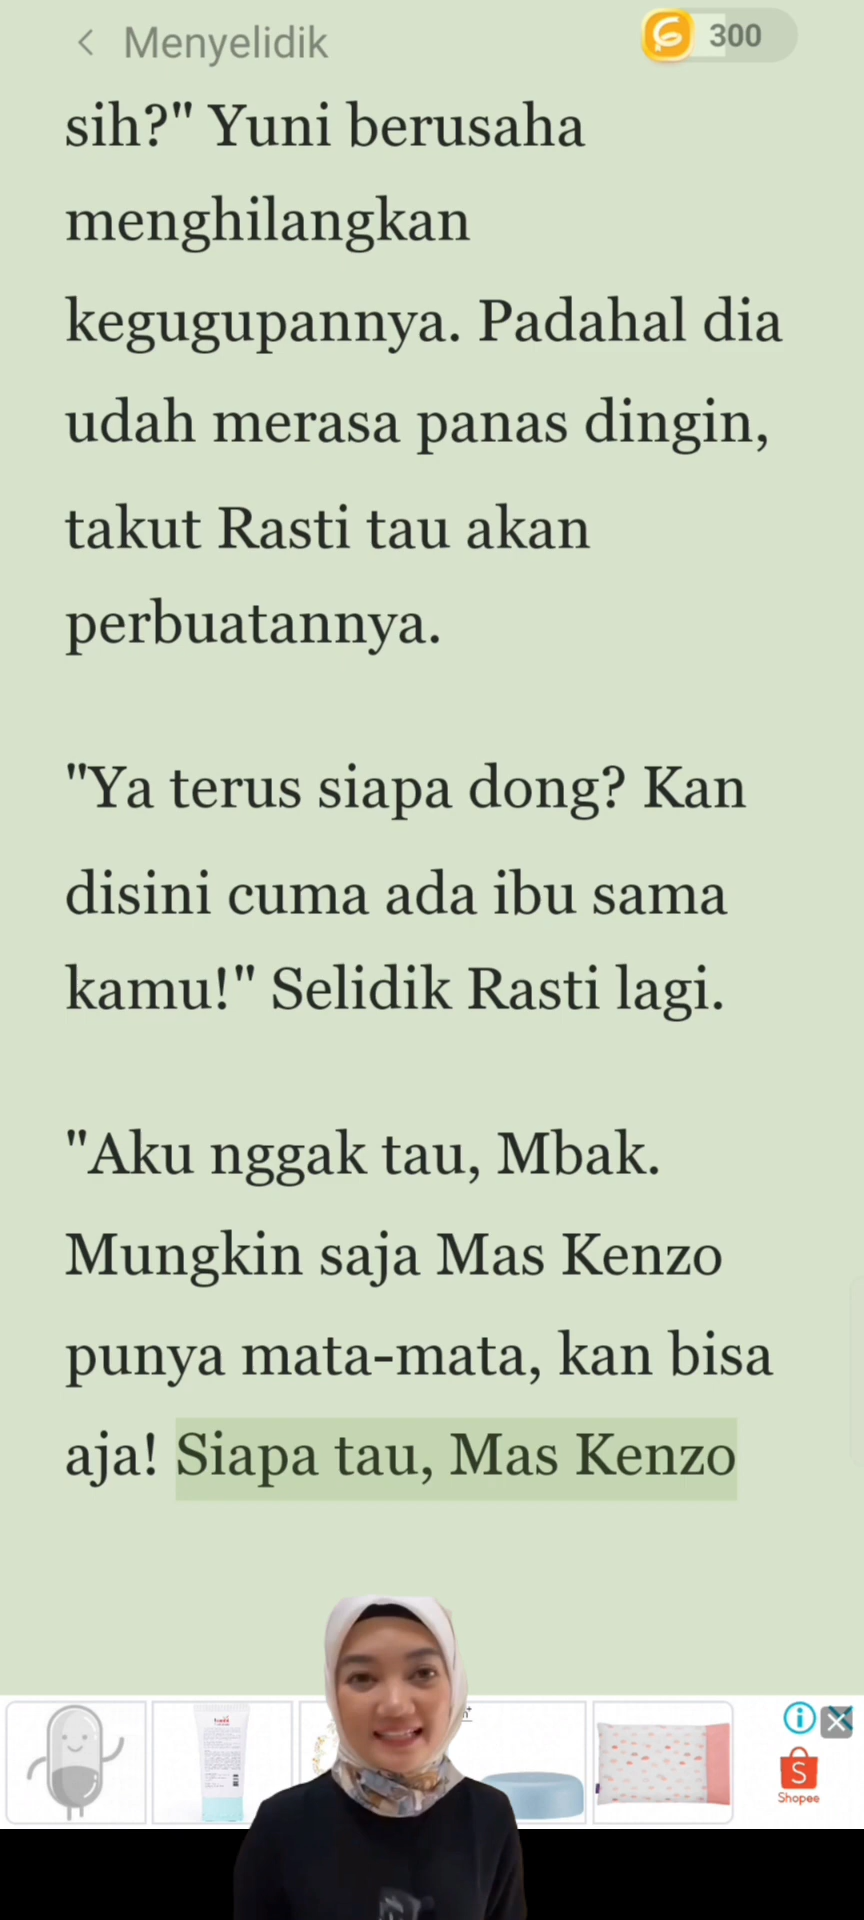 Menyelidik
300
sih?" Yuni berusaha
menghilangkan
kegugupannya. Padahal dia
udah merasa panas dingin,
takut Rasti tau akan
perbuatannya.
"Ya terus siapa dong? Kan
disini cuma ada ibu sama
kamu!" Selidik Rasti lagi.
"Aku nggak tau, Mbak.
Mungkin saja Mas Kenzo
punya mata-mata, kan bisa
aja! Siapa tau, Mas Kenzo
Shopee